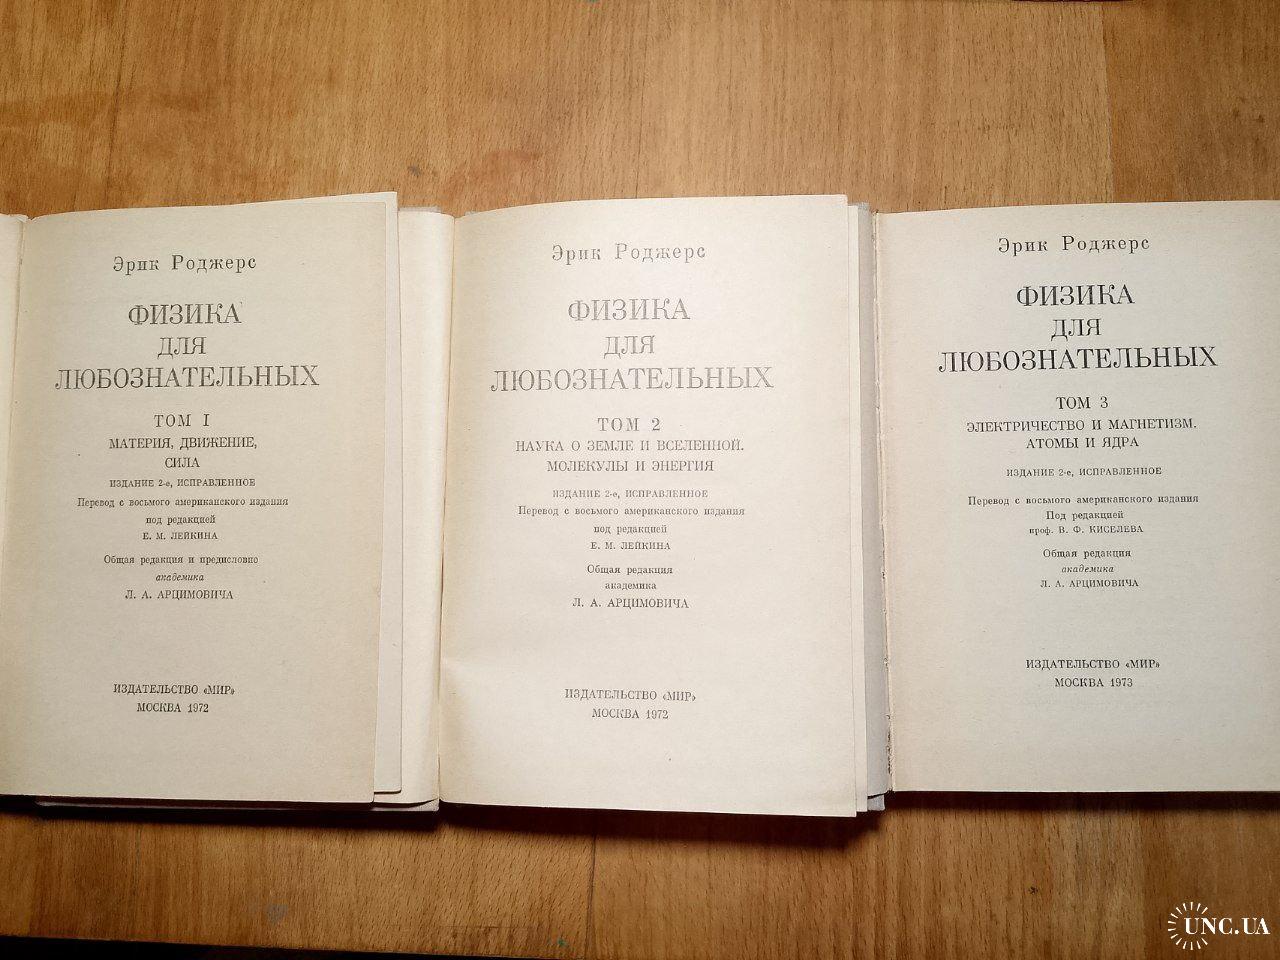 Эрик Роджерс
ФИЗИКА
ДЛЯ
ЛЮБОЗНАТЕЛЬНЫХ
ТОМ I
МАТЕРИЯ, ДВИЖЕНИЕ,
СИЛА
ИЗДАНИЕ 2-е, ИСПРАВЛЕННОЕ
Перевод с восьмого американского издания
под редакцией
Е. М. ЛЕЙКИНА
Общая редакция и предисловие
академика
Л. А. АРЦИМОВИЧА
ИЗДАТЕЛЬСТВО «МИР»
МОСКВА 1972
Эрик Роджерс
ФИЗИКА
ДЛЯ
ЛЮБОЗНАТЕЛЬНЫХ
ТОМ 2
НАУКА О ЗЕМЛЕ И ВСЕЛЕННОЙ.
МОЛЕКУЛЫ И ЭНЕРГИЯ
ИЗДАНИЕ 2-е, ИСПРАВЛЕННОЕ
Перевод с восьмого американского издания
под редакцией
Е. М. ЛЕЙКИНА
Общая редакция
академика
Л. А. АРЦИМОВИЧА
ИЗДАТЕЛЬСТВО «МИР»
МОСКВА 1972
Эрик Роджерс
ФИЗИКА
ДЛЯ
ЛЮБОЗНАТЕЛЬНЫХ
ТОМ 3
ЭЛЕКТРИЧЕСТВО И МАГНЕТИЗМ.
АТОМЫ И ЯДРА
ИЗДАНИЕ 2-е, ИСПРАВЛЕННОЕ
Перевод с восьмого американского издания
Под редакцией
проф. В. Ф. КИСЕЛЕВА
Общая редакция
академика
Л. А. АРЦИМОВИЧА
ИЗДАТЕЛЬСТВО «МИР»
МОСКВА 1973
UNC.UA